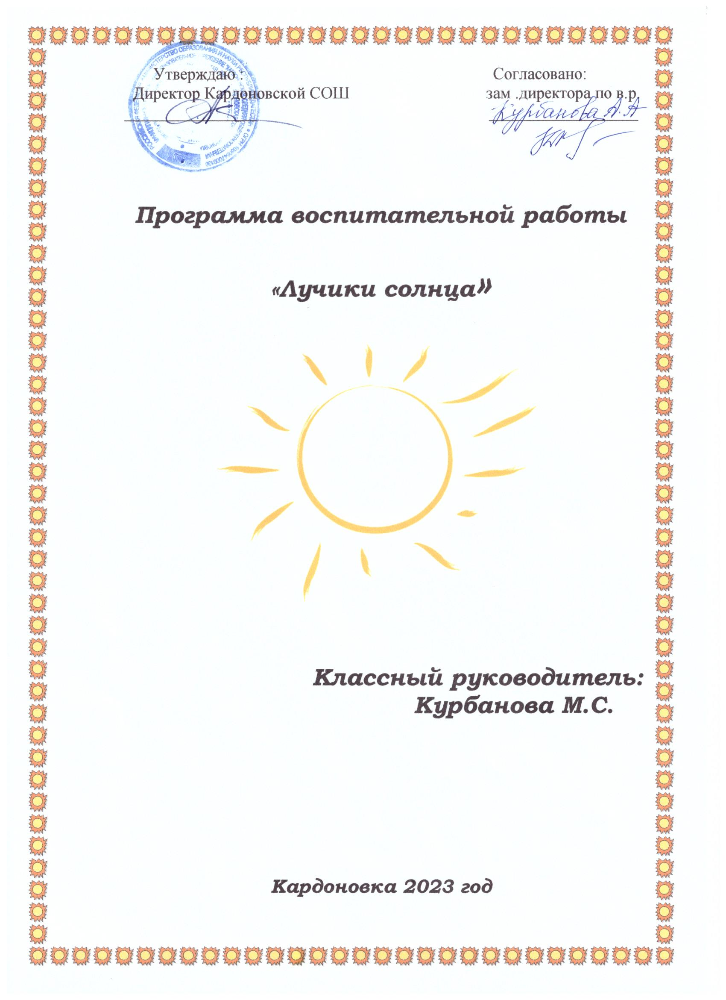 Утверждаю :
Директор Кардоновской СОШ
Согласовано:
зам .директора по в.р.
Курбанова А.А
Программа воспитательной работы
«Лучики солнца»
Классный руководитель:
Курбанова М.С.
Кардоновка 2023 год